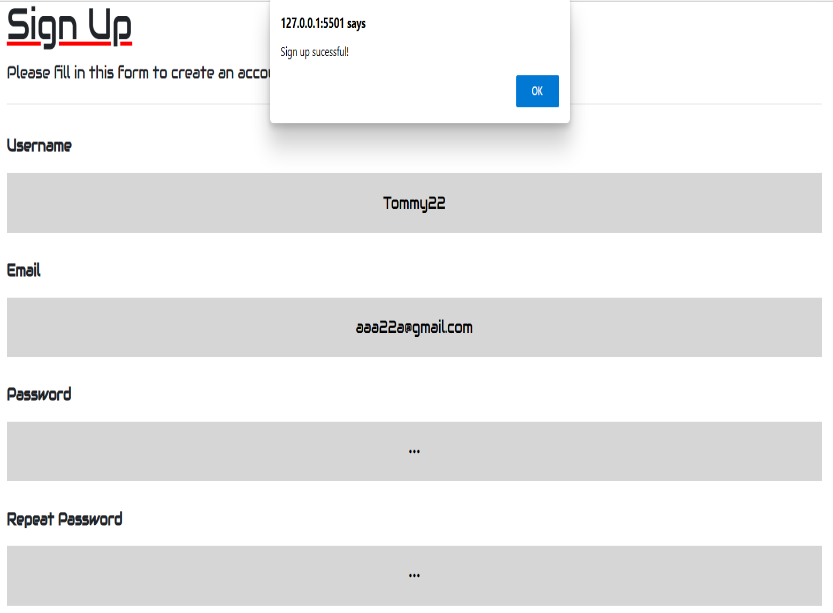 Sign Up
127.0.0.1:5501 says
Sign up sucessful!
OK
Please fill in this form to create an
Username
Tommy22
Email
aaa22a@gmail.com
Password
•••
Repeat Password
•••